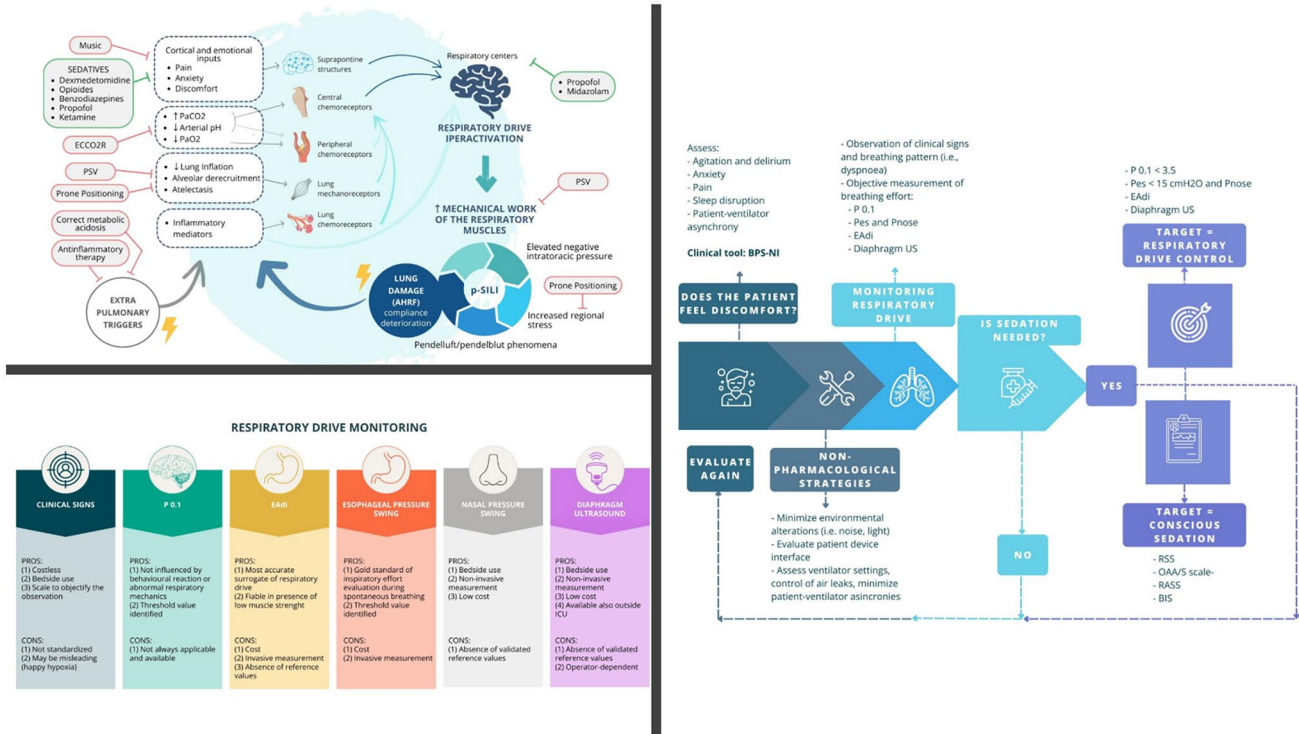 Music
SEDATIVES
• Dexmedetomidine
• Opioides
• Benzodiazepines
• Propofol
• Ketamine
ECCO2R
PSV
Prone Positioning
Correct metabolic
acidosis
Antinflammatory
therapy
EXTRA
PULMONARY
TRIGGERS
Cortical and emotional
inputs
• Pain
• Anxiety
• Discomfort
• ↑ PaCO2
• ↓ Arterial pH
• ↓ PaO2
• ↓ Lung Inflation
Alveolar derecruitment
Atelectasis
• Inflammatory
mediators
Suprapontine
structures
Central
chemoreceptors
Peripheral
chemoreceptors
Lung
mechanoreceptors
Lung
chemoreceptors
Respiratory centers
• Propofol
• Midazolam
RESPIRATORY DRIVE
IPERACTIVATION
PSV
↑ MECHANICAL WORK
OF THE RESPIRATORY
MUSCLES
Elevated negative
intratoracic pressure
Prone Positioning
Increased regional
stress
p-SILI
LUNG
DAMAGE
(AHRF)
compliance
deterioration
Pendelluft/pendelblut phenomena
RESPIRATORY DRIVE MONITORING
CLINICAL SIGNS
PROS:
(1) Costless
(2) Bedside use
(3) Scale to objectify the
observation
CONS:
(1) Not standardized
(2) May be misleading
(happy hypoxia)
P 0.1
PROS:
(1) Not influenced by
behavioural reaction or
abnormal respiratory
mechanics
(2) Threshold value
identified
CONS:
(1) Not always applicable
and available
EAdi
PROS:
(1) Most accurate
surrogate of respiratory
drive
(2) Fiable in presence of
low muscle strenght
CONS:
(1) Cost
(2) Invasive measurement
(3) Absence of reference
values
ESOPHAGEAL PRESSURE
SWING
PROS:
(1) Gold standard of
inspiratory effort
evaluation during
spontaneous breathing
(2) Threshold value
identified
CONS:
(1) Cost
(2) Invasive measurement
NASAL PRESSURE
SWING
PROS:
(1) Bedside use
(2) Non-invasive
measurement
(3) Low cost
CONS:
(1) Absence of validated
reference values
DIAPHRAGM
ULTRASOUND
PROS:
(1) Bedside use
(2) Non-invasive
measurement
(3) Low cost
(4) Available also outside
ICU
CONS:
(1) Absence of validated
reference values
(2) Operator-dependent
Assess:
- Agitation and delirium
- Anxiety
- Pain
- Sleep disruption
- Patient-ventilator
asynchrony
Clinical tool: BPS-NI
DOES THE PATIENT
FEEL DISCOMFORT?
- Observation of clinical signs
and breathing pattern (i.e.,
dyspnoea)
- Objective measurement of
breathing effort:
- P 0.1
- Pes and Pnose
- EAdi
- Diaphragm US
MONITORING
RESPIRATORY
DRIVE
IS SEDATION
NEEDED?
- P 0.1 < 3.5
- Pes < 15 cmH2O and Pnose
- EAdi
- Diaphragm US
TARGET =
RESPIRATORY
DRIVE CONTROL
YES
EVALUATE
AGAIN
NON-
PHARMACOLOGICAL
STRATEGIES
- Minimize environmental
alterations (i.e. noise, light)
- Evaluate patient device
interface
- Assess ventilator settings,
control of air leaks, minimize
patient-ventilator asincronies
NO
TARGET =
CONSCIOUS
SEDATION
- RSS
- OAA/S scale-
- RASS
- BIS